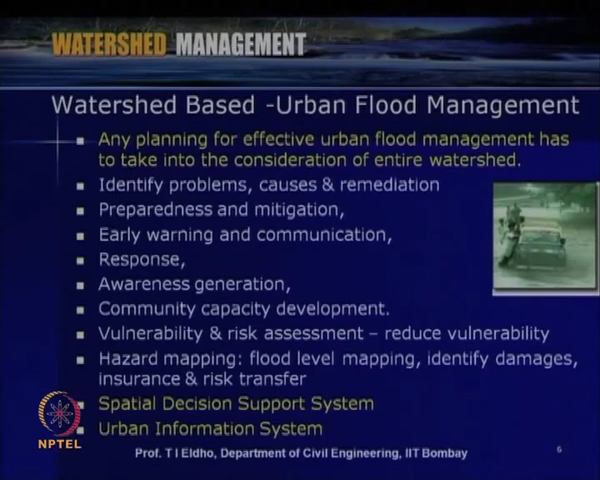 WATERSHED MANAGEMENT
Watershed Based -Urban Flood Management
Any planning for effective urban flood management has
to take into the consideration of entire watershed.
Identify problems, causes & remediation
Preparedness and mitigation,
Early warning and communication,
Response,
Awareness generation,
Community capacity development.
Vulnerability & risk assessment – reduce vulnerability
Hazard mapping: flood level mapping, identify damages,
insurance & risk transfer
Spatial Decision Support System
Urban Information System
NPTEL
Prof. T I Eldho, Department of Civil Engineering, IIT Bombay
6